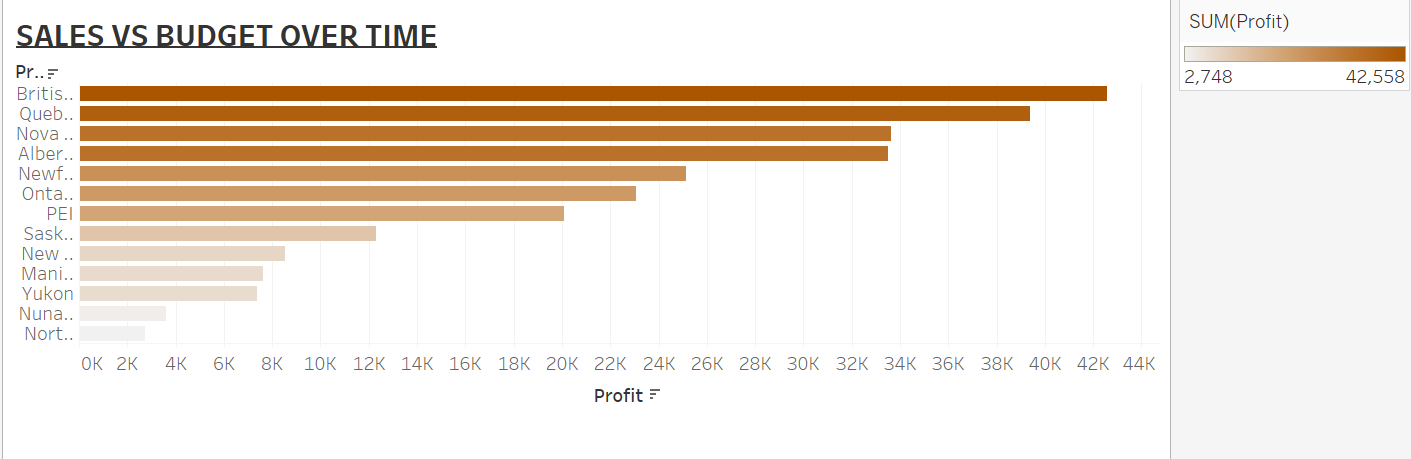 SALES VS BUDGET OVER TIME
SUM(Profit)
2,748 42,558
Pr..
Britis..
Queb..
Nova ..
Alber..
Newf..
Onta..
PEI
Sask..
New ..
Mani..
Yukon
Nuna..
Nort..
0K 2K 4K 6K 8K 10K 12K 14K 16K 18K 20K 22K 24K 26K 28K 30K 32K 34K 36K 38K 40K 42K 44K
Profit